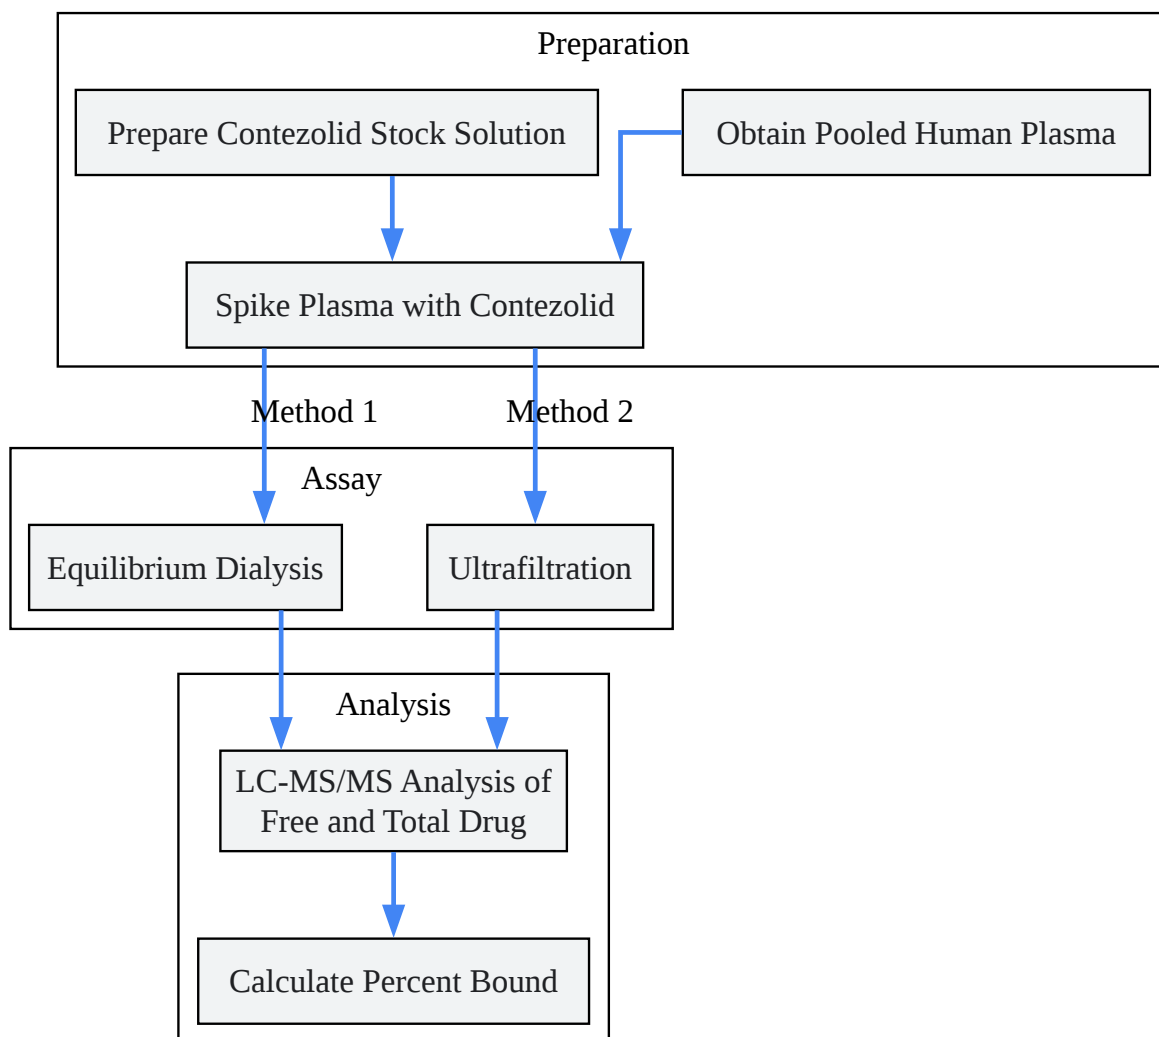 Preparation
Prepare Contezolid Stock Solution
Obtain Pooled Human Plasma
Spike Plasma with Contezolid
Method 1
Method 2
Assay
Equilibrium Dialysis
Ultrafiltration
Analysis
LC-MS/MS Analysis of
Free and Total Drug
Calculate Percent Bound